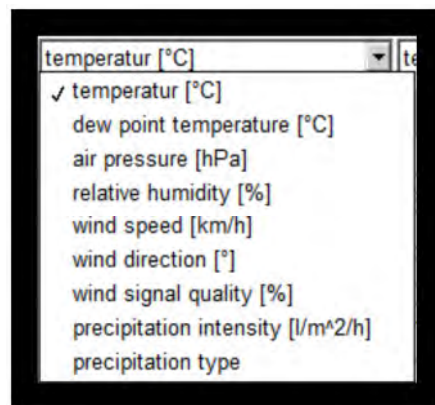 temperatur [°C] te
✓ temperatur [°C]
dew point temperature [°C]
air pressure [hPa]
relative humidity [%]
wind speed [km/h]
wind direction [°]
wind signal quality [%]
precipitation intensity [l/m^2/h]
precipitation type